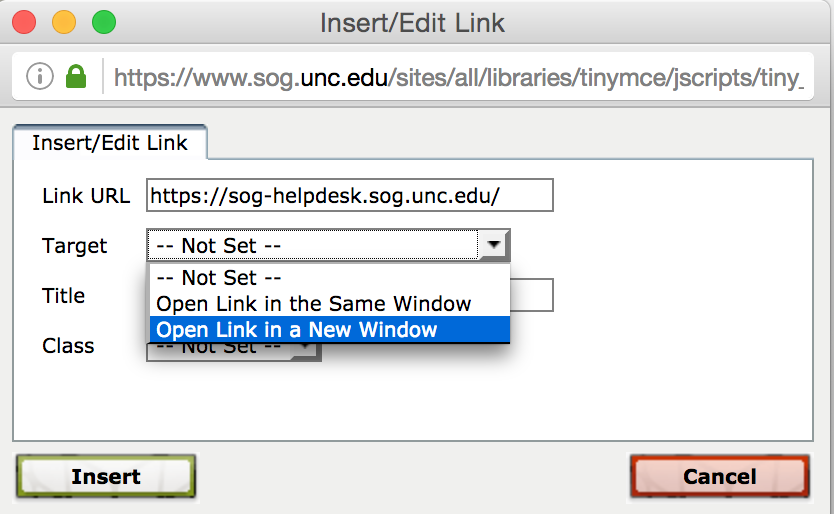 Insert/Edit Link
https://www.sog.unc.edu/sites/all/libraries/tinymce/jscripts/tiny_
Insert/Edit Link
Link URL https://sog-helpdesk.sog.unc.edu/
Target -- Not Set --
-- Not Set --
Title Open Link in the Same Window
Open Link in a New Window
Class -- Not Set --
Insert Cancel